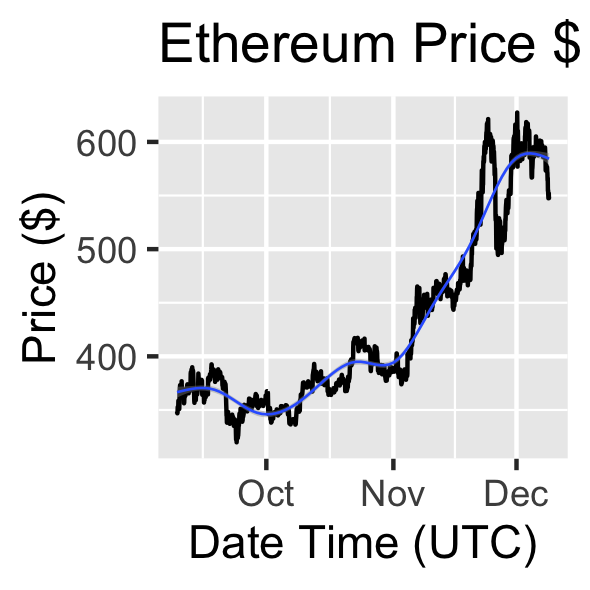 Ethereum Price $
Price ($)
600
500
400
Oct Nov Dec
Date Time (UTC)